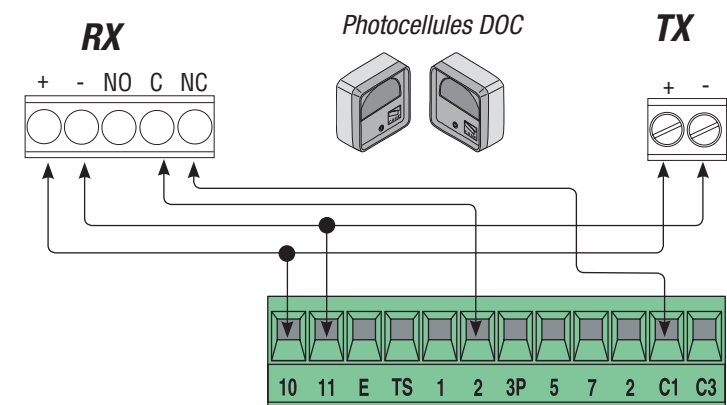 RX
Photocellules DOC
TX
+ - NO C NC
+ -
10 11 E TS 1 2 3P 5 7 2 C1 C3